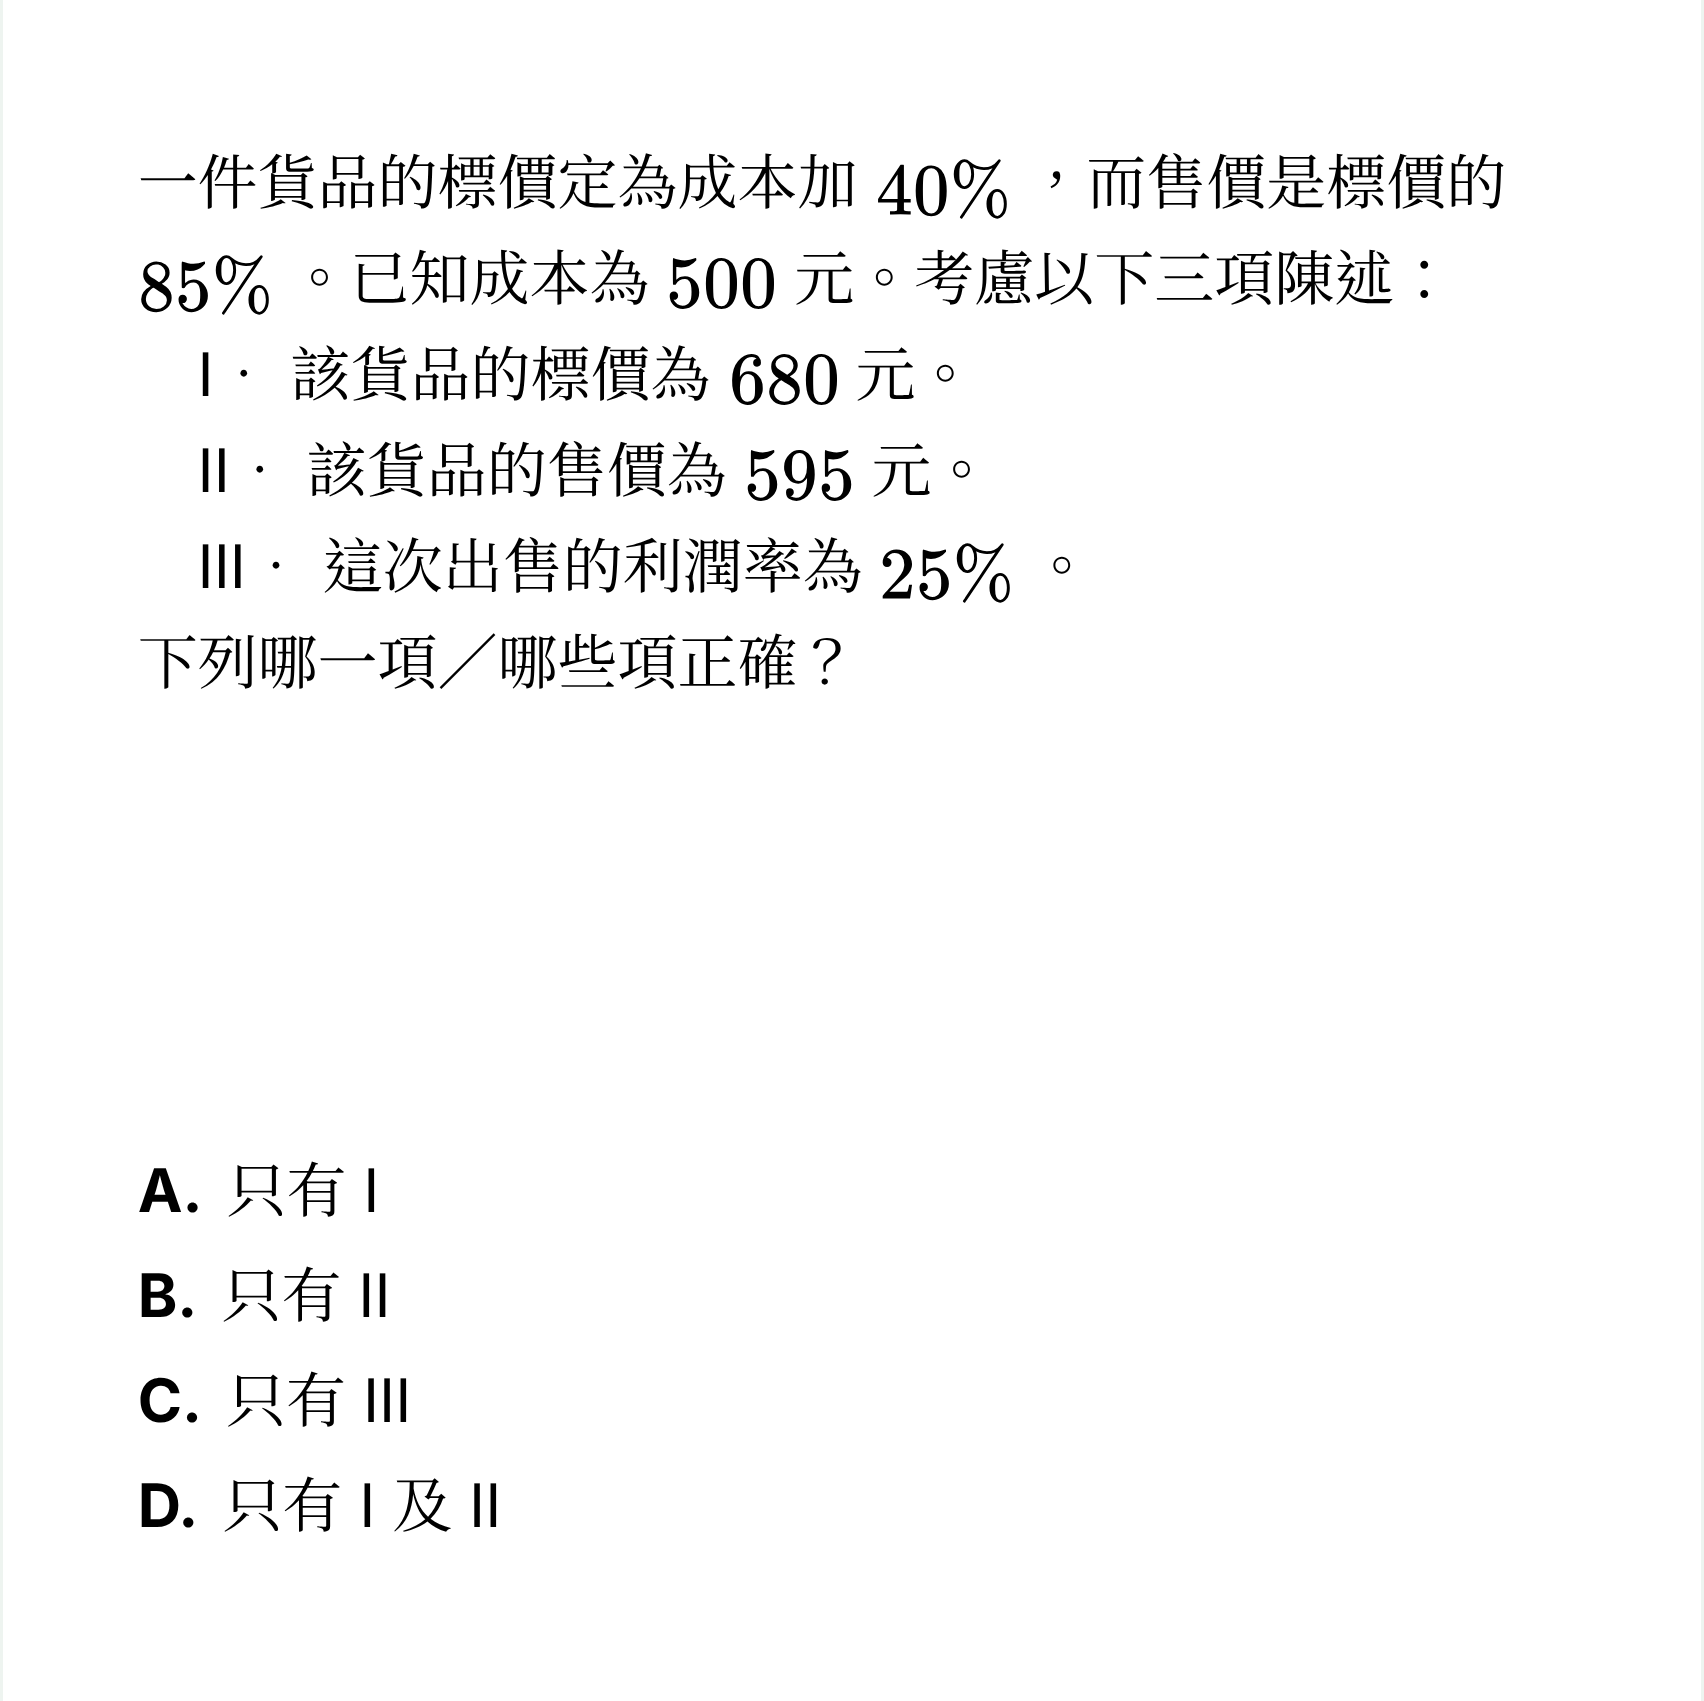 一件貨品的標價定為成本加 40% ，而售價是標價的
85% 。已知成本為 500 元。考慮以下三項陳述：
I． 該貨品的標價為 680 元。
II． 該貨品的售價為 595 元。
III． 這次出售的利潤率為 25% 。
下列哪一項／哪些項正確？
A. 只有 I
B. 只有 II
C. 只有 III
D. 只有 I 及 II